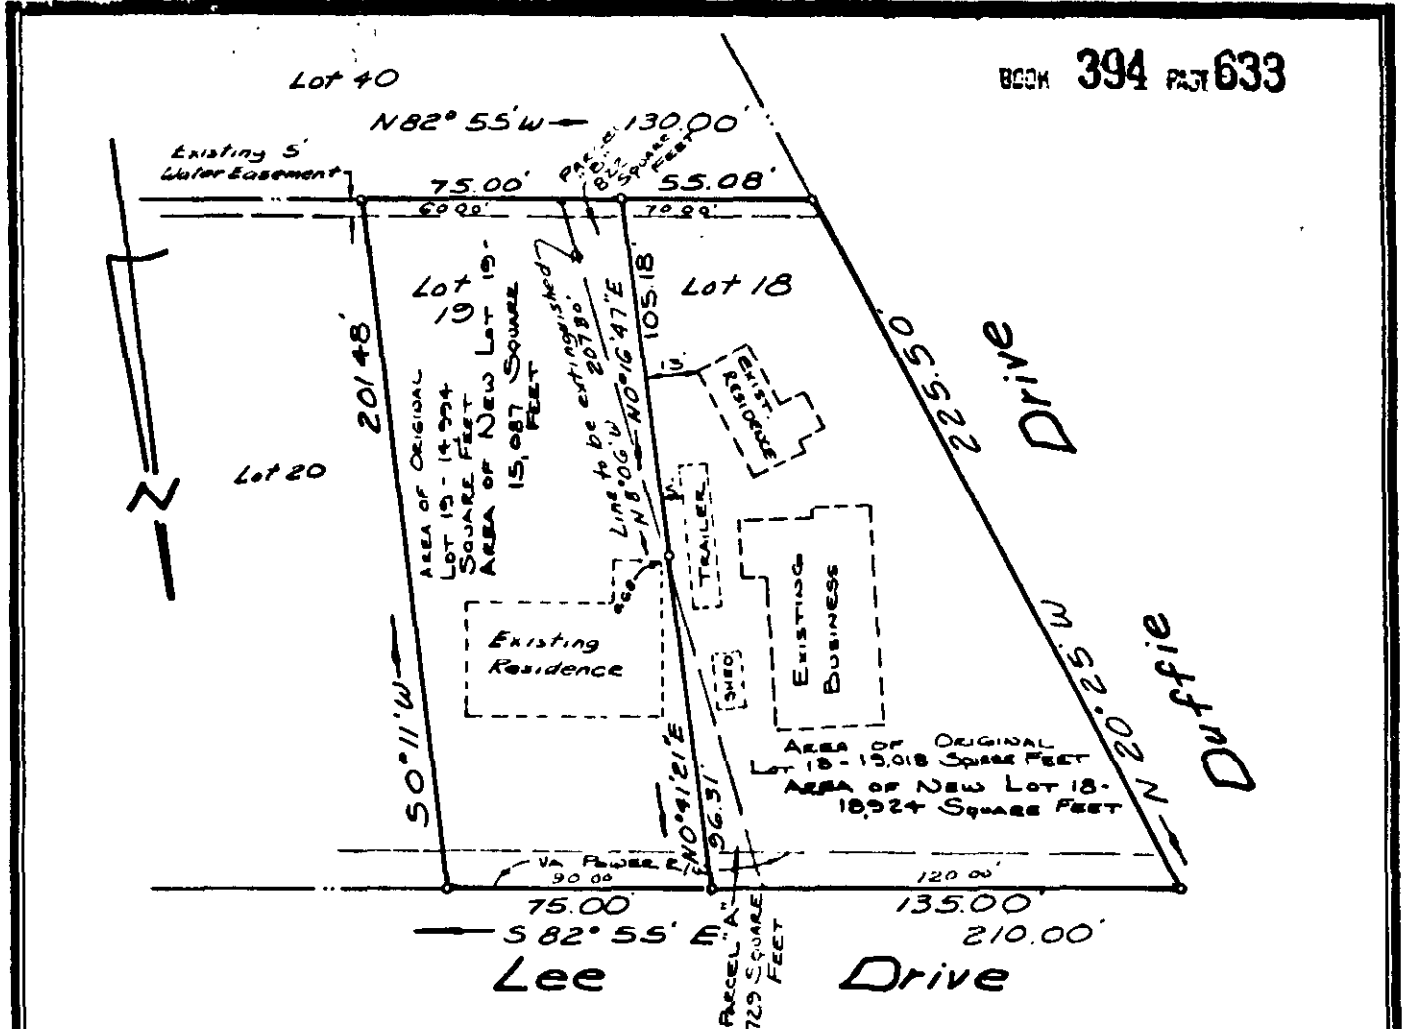 BOOK 394 PAGE 633
Lot 40
N82° 55'W 130.00'
Existing 5'
Water Easement
PARCEL
SQUARE
FEET
75.00'
55.08'
60.00'
70.00'
Lot
19
Lot 18
Lot 20
201.48'
AREA OF ORIGINAL
LOT 19 - 14994
SQUARE FEET
AREA OF NEW LOT 19 -
15,087 SQUARE
FEET
Line to be extinguished
N8°06'W 207.80'
N0°16'47"E
105.18'
5'
5'
EXIST.
RESIDENCE
TRAILER
SHED
EXISTING
BUSINESS
Existing
Residence
225.50'
N 20° 25' W
Duffie Drive
S0°11'W
N0°41'21"E
96.31'
AREA OF ORIGINAL
LOT 18 - 19,018 SQUARE FEET
AREA OF NEW LOT 18 -
18,924 SQUARE FEET
VA POWER
90.00
120.00'
75.00'
135.00'
S 82° 55' E
210.00'
PARCEL "A"
729 SQUARE
FEET
Lee Drive
N